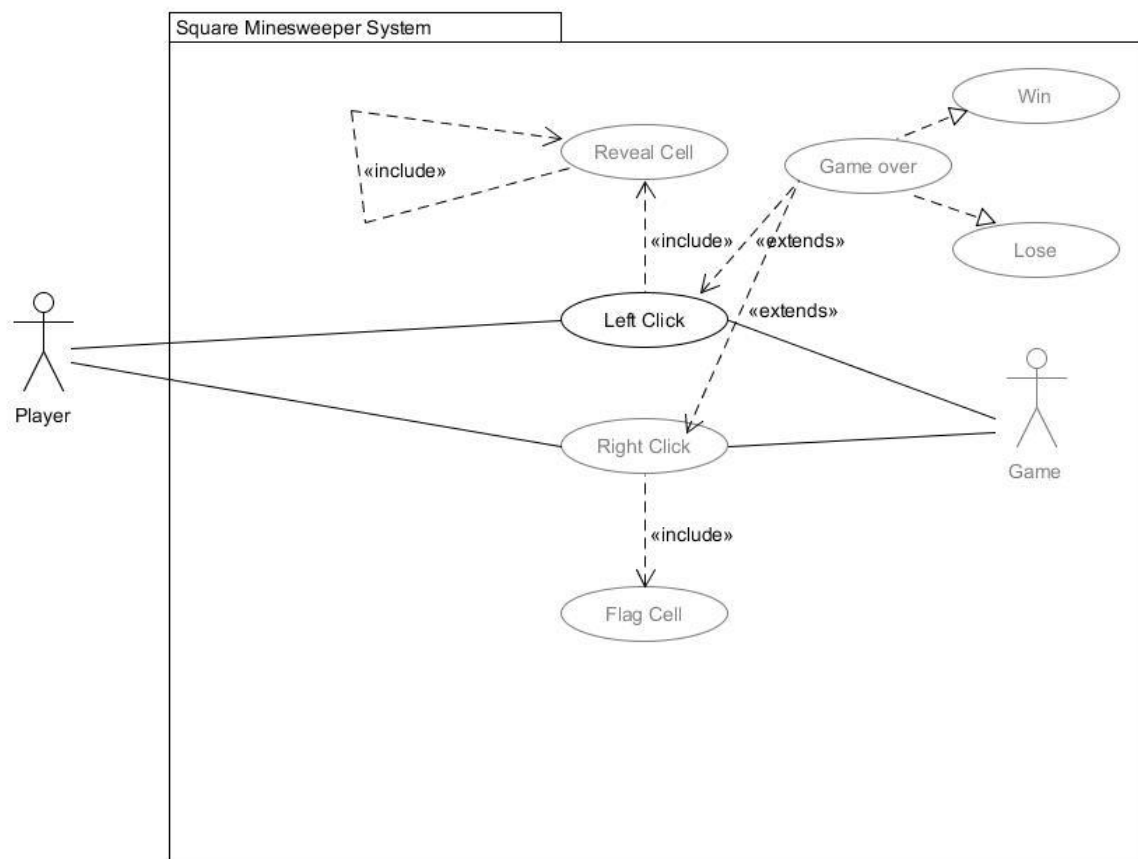 Square Minesweeper System
Win
Reveal Cell
Game over
«include»
«include»
«extends»
Lose
«extends»
Left Click
Player
Right Click
Game
«include»
Flag Cell